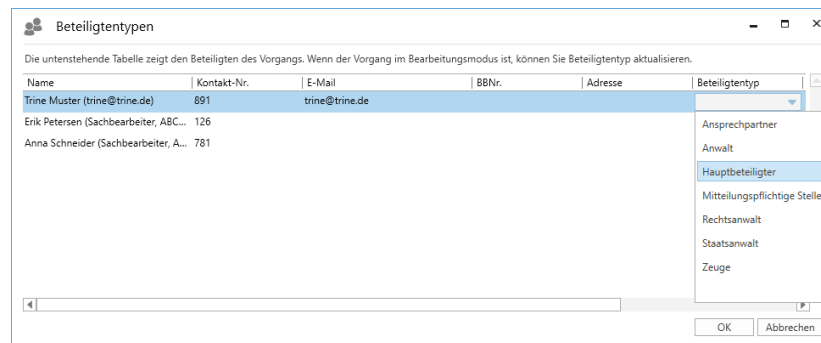 Beteiligtentypen
Die untenstehende Tabelle zeigt den Beteiligten des Vorgangs. Wenn der Vorgang im Bearbeitungsmodus ist, können Sie Beteiligtentyp aktualisieren.
Name Kontakt-Nr. E-Mail BBNr. Adresse Beteiligtentyp
Trine Muster (trine@trine.de) 891 trine@trine.de
Erik Petersen (Sachbearbeiter, ABC... 126
Anna Schneider (Sachbearbeiter, A... 781
Ansprechpartner
Anwalt
Hauptbeteiligter
Mitteilungspflichtige Stelle
Rechtsanwalt
Staatsanwalt
Zeuge
OK Abbrechen